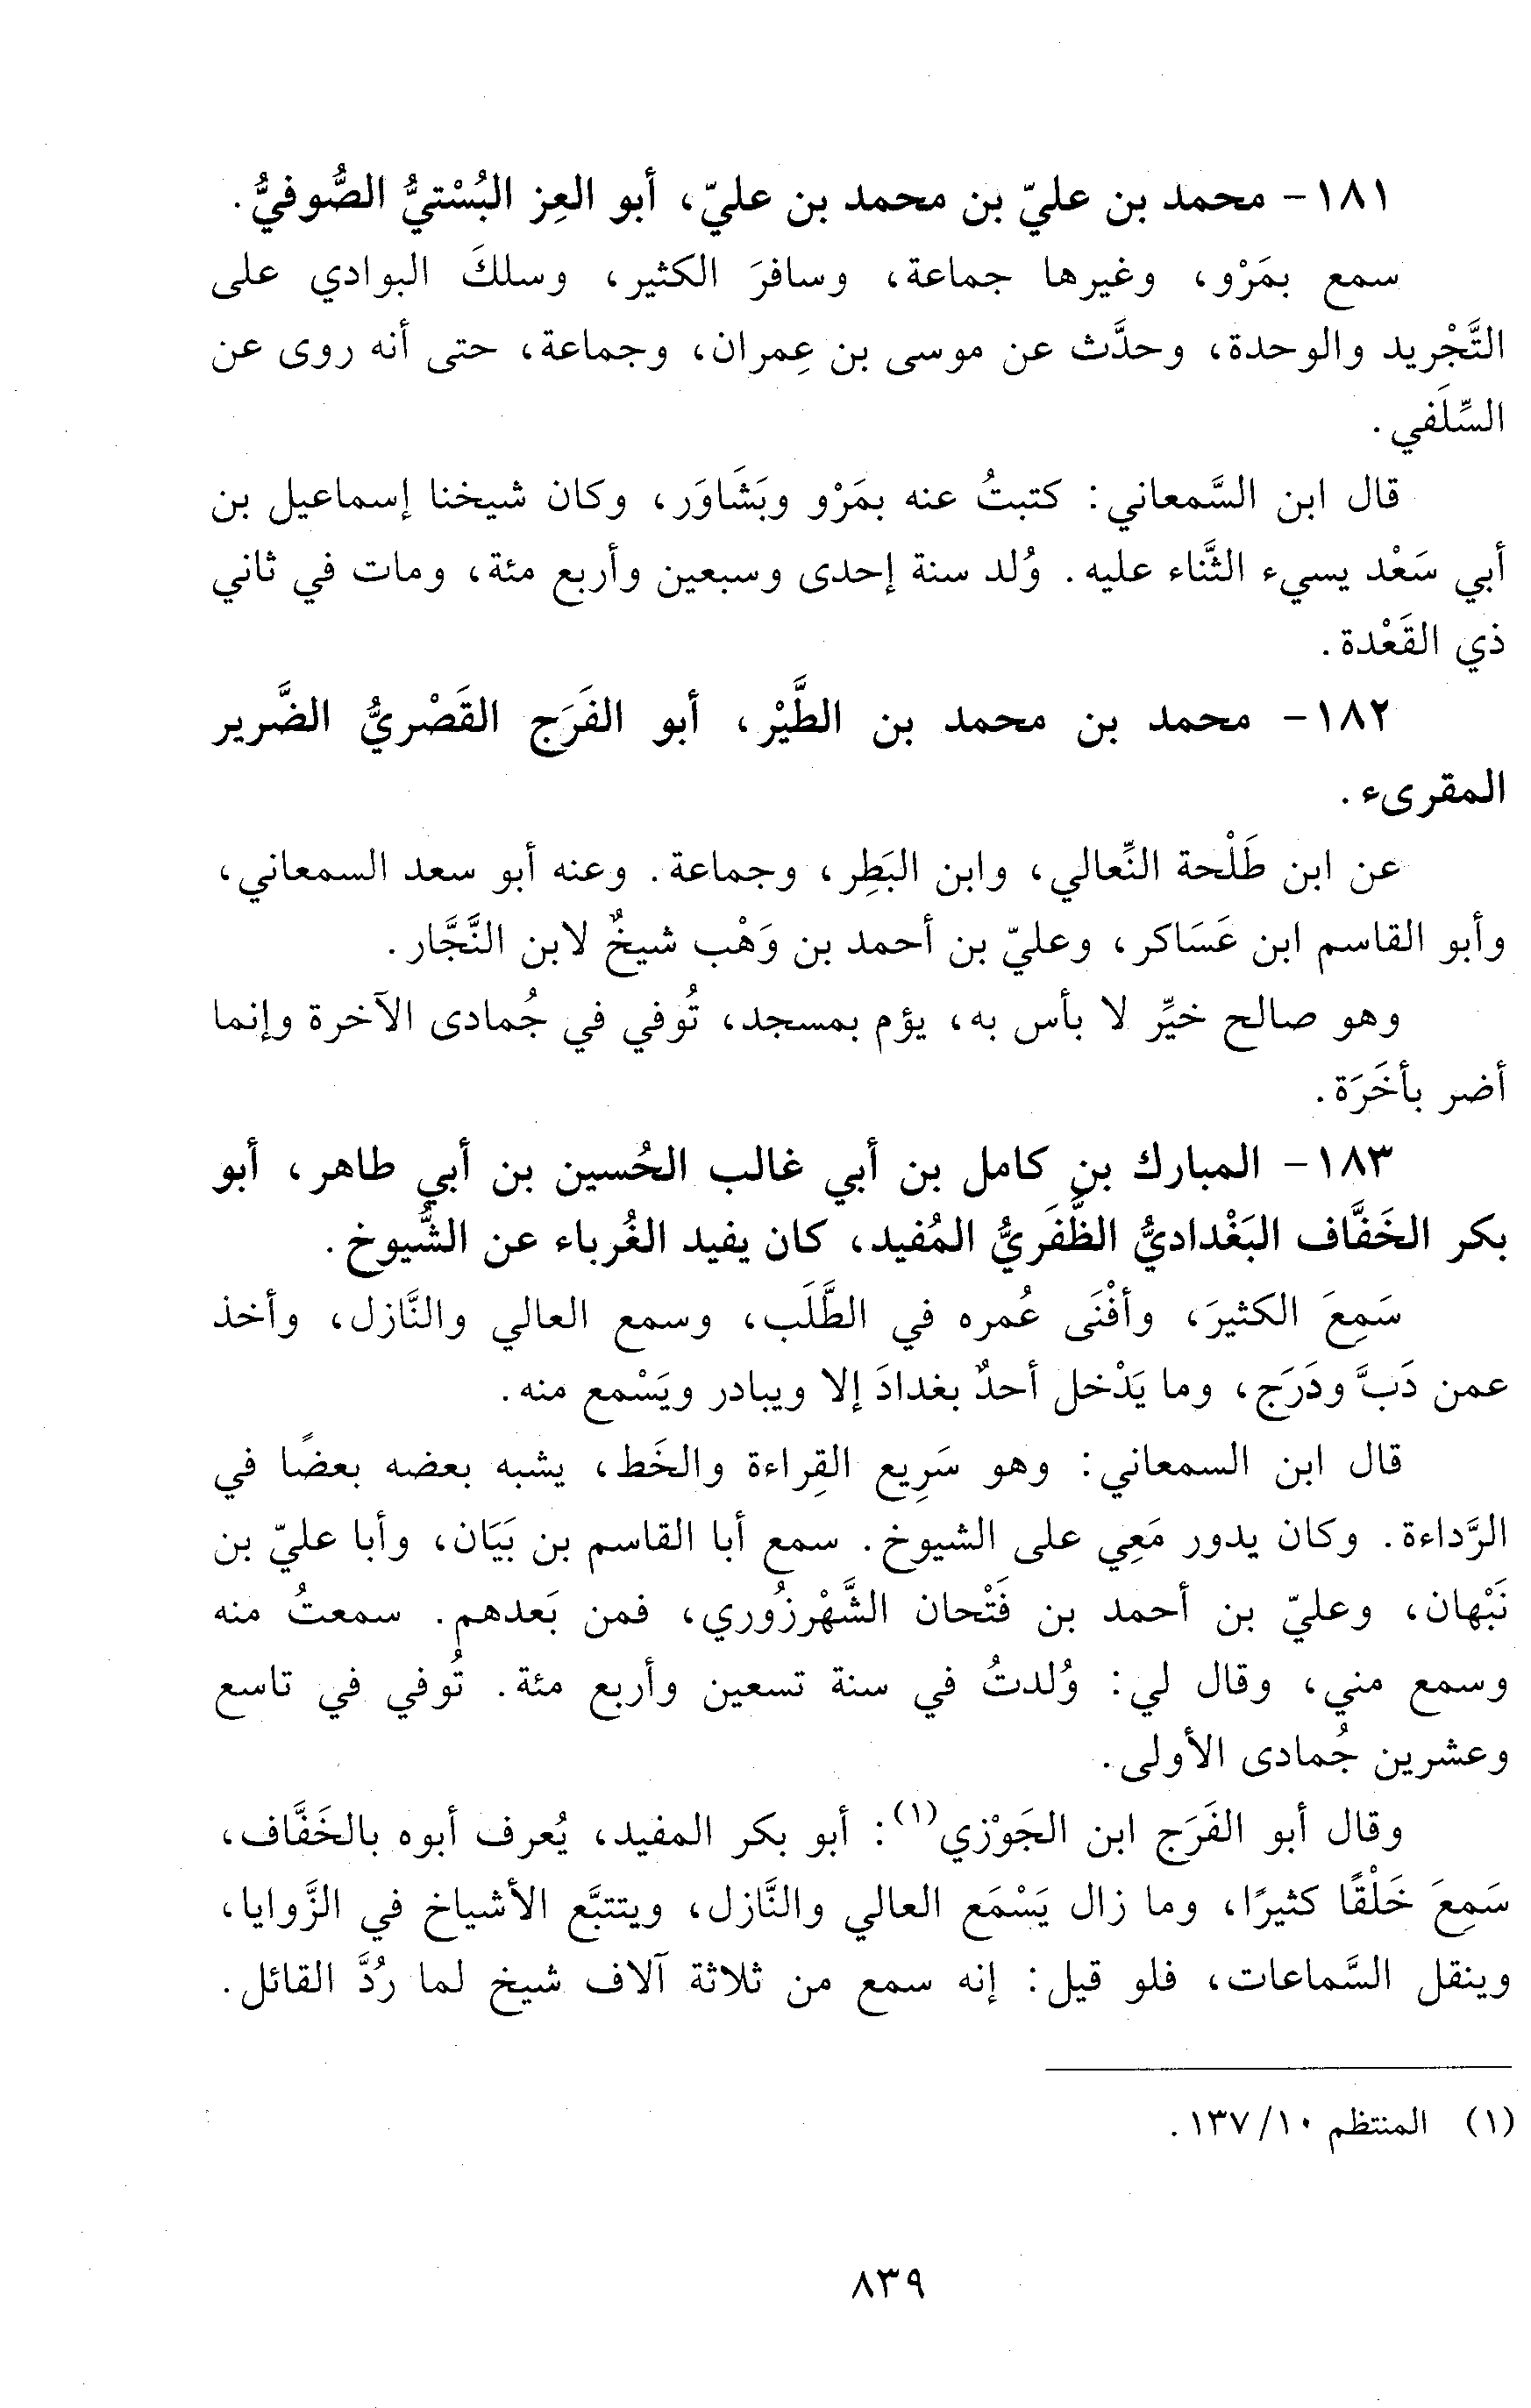 ١٨١- محمد بن عليّ بن محمد بن عليّ، أبو العِز البُسْتيُّ الصُّوفيُّ.
سمع بمَرْو، وغيرها جماعة، وسافرَ الكثير، وسلكَ البوادي على
التَّجْريد والوحدة، وحدَّث عن موسى بن عِمران، وجماعة، حتى أنه روى عن
السِّلَفي.
قال ابن السَّمعاني: كتبتُ عنه بمَرْو وبَشَاوَر، وكان شيخنا إسماعيل بن
أبي سَعْد يسيء الثَّناء عليه. وُلد سنة إحدى وسبعين وأربع مئة، ومات في ثاني
ذي القَعْدة.
١٨٢- محمد بن محمد بن الطَّيْر، أبو الفَرَج القَصْريُّ الضَّرير
المقرىء.
عن ابن طَلْحة النِّعالي، وابن البَطِر، وجماعة. وعنه أبو سعد السمعاني،
وأبو القاسم ابن عَسَاكر، وعليّ بن أحمد بن وَهْب شيخٌ لابن النَّجَّار.
وهو صالح خيِّر لا بأس به، يؤم بمسجد، تُوفي في جُمادى الآخرة وإنما
أضر بأخَرَة.
١٨٣- المبارك بن كامل بن أبي غالب الحُسين بن أبي طاهر، أبو
بكر الخَفَّاف البَغْداديُّ الظَّفَريُّ المُفيد، كان يفيد الغُرباء عن الشُّيوخ.
سَمِعَ الكثيرَ، وأفْنَى عُمره في الطَّلَب، وسمع العالي والنَّازل، وأخذ
عمن دَبَّ ودَرَج، وما يَدْخل أحدٌ بغدادَ إلا ويبادر ويَسْمع منه.
قال ابن السمعاني: وهو سَرِيع القِراءة والخَط، يشبه بعضه بعضًا في
الرَّداءة. وكان يدور مَعِي على الشيوخ. سمع أبا القاسم بن بَيَان، وأبا عليّ بن
نَبْهان، وعليّ بن أحمد بن فَتْحان الشَّهْرزُوري، فمن بَعدهم. سمعتُ منه
وسمع مني، وقال لي: وُلدتُ في سنة تسعين وأربع مئة. تُوفي في تاسع
وعشرين جُمادى الأولى.
وقال أبو الفَرَج ابن الجَوْزي(١): أبو بكر المفيد، يُعرف أبوه بالخَفَّاف،
سَمِعَ خَلْقًا كثيرًا، وما زال يَسْمَع العالي والنَّازل، ويتتبَّع الأشياخ في الزَّوايا،
وينقل السَّماعات، فلو قيل: إنه سمع من ثلاثة آلاف شيخ لما رُدَّ القائل.
(١) المنتظم ١٠/ ١٣٧.
٨٣٩